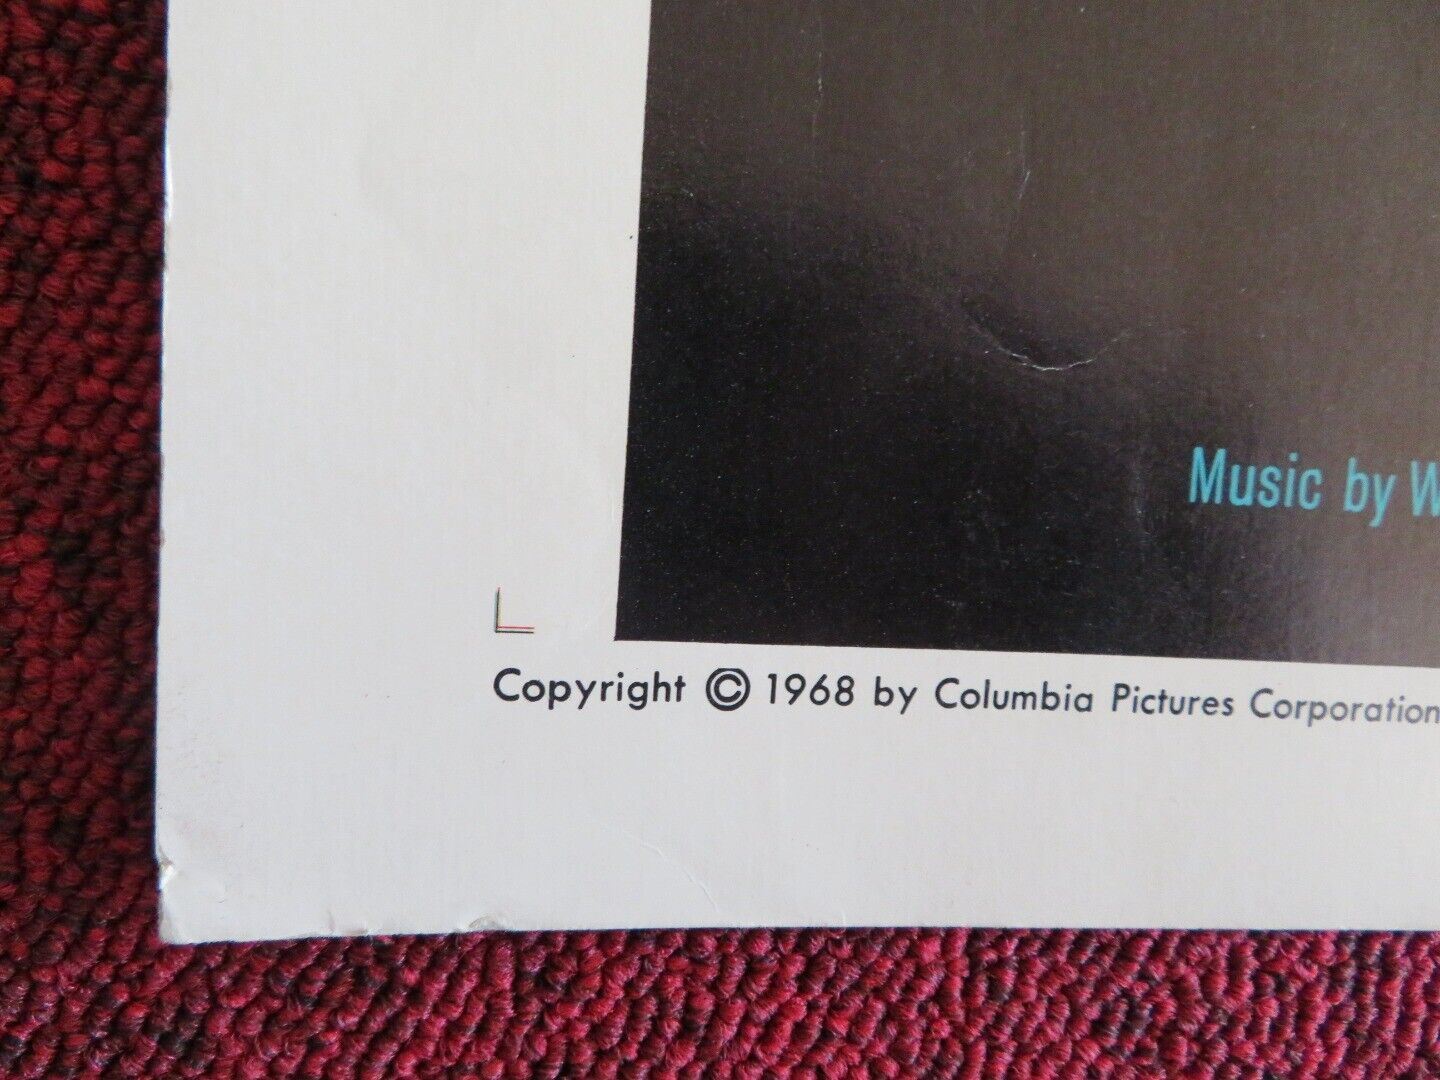 Music by W
Copyright © 1968 by Columbia Pictures Corporation